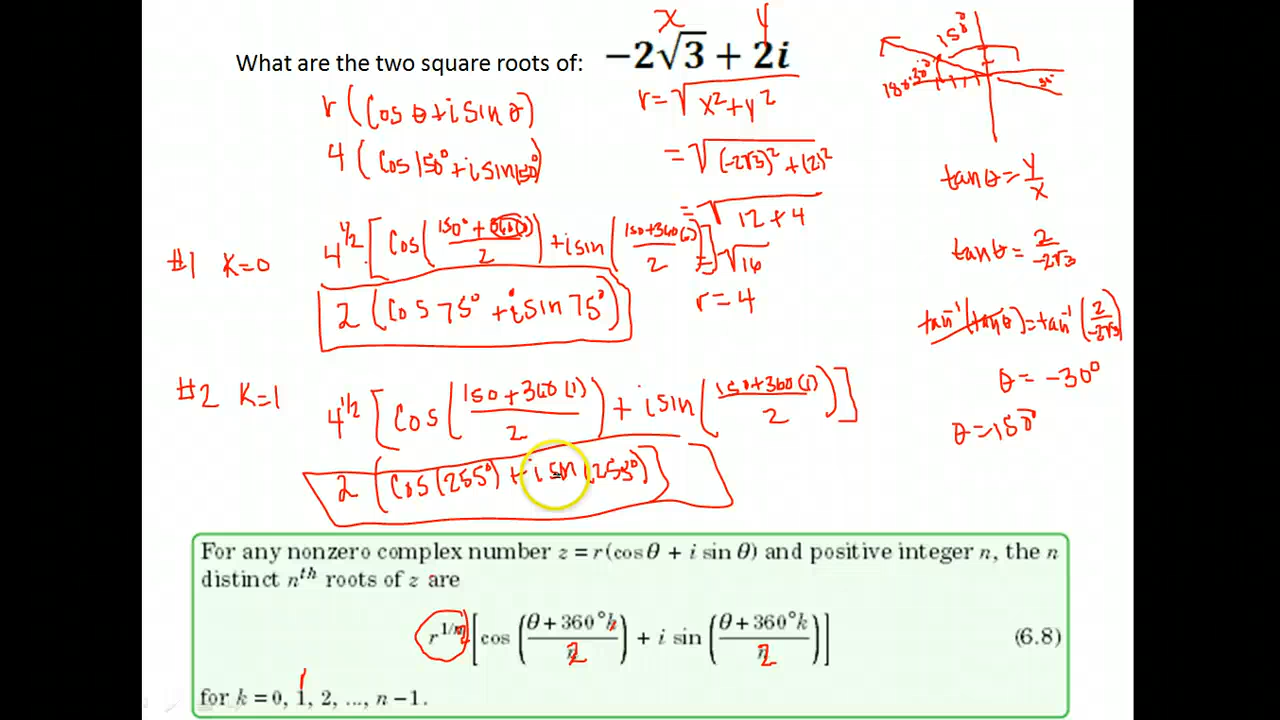 What are the two square roots of: −2√3 + 2i
x y
r (Cos θ + i sin θ)
4 (Cos 150° + i sin 150°)
#1 K=0
4^1/2 [Cos (150° + 360(0) / 2) + i sin (150+360(0) / 2)]
2 (Cos 75° + i sin 75°)
#2 K=1
4^1/2 [Cos (150+360(1) / 2) + i sin (150+360(1) / 2)]
2 (Cos (255°) + i sin (255°))
r = √x² + y²
= √(-2√3)² + (2)²
= √12 + 4
= √16
r = 4
150°
180-30°
tan θ = y/x
tan θ = 2/-2√3
tan⁻¹(tan θ) = tan⁻¹(2/-2√3)
θ = -30°
θ = 150°
For any nonzero complex number z = r(cos θ + i sin θ) and positive integer n, the n
distinct nth roots of z are
r^1/n [cos (θ + 360°k / n) + i sin (θ + 360°k / n)] (6.8)
2 2
for k = 0, 1, 2, ..., n − 1.